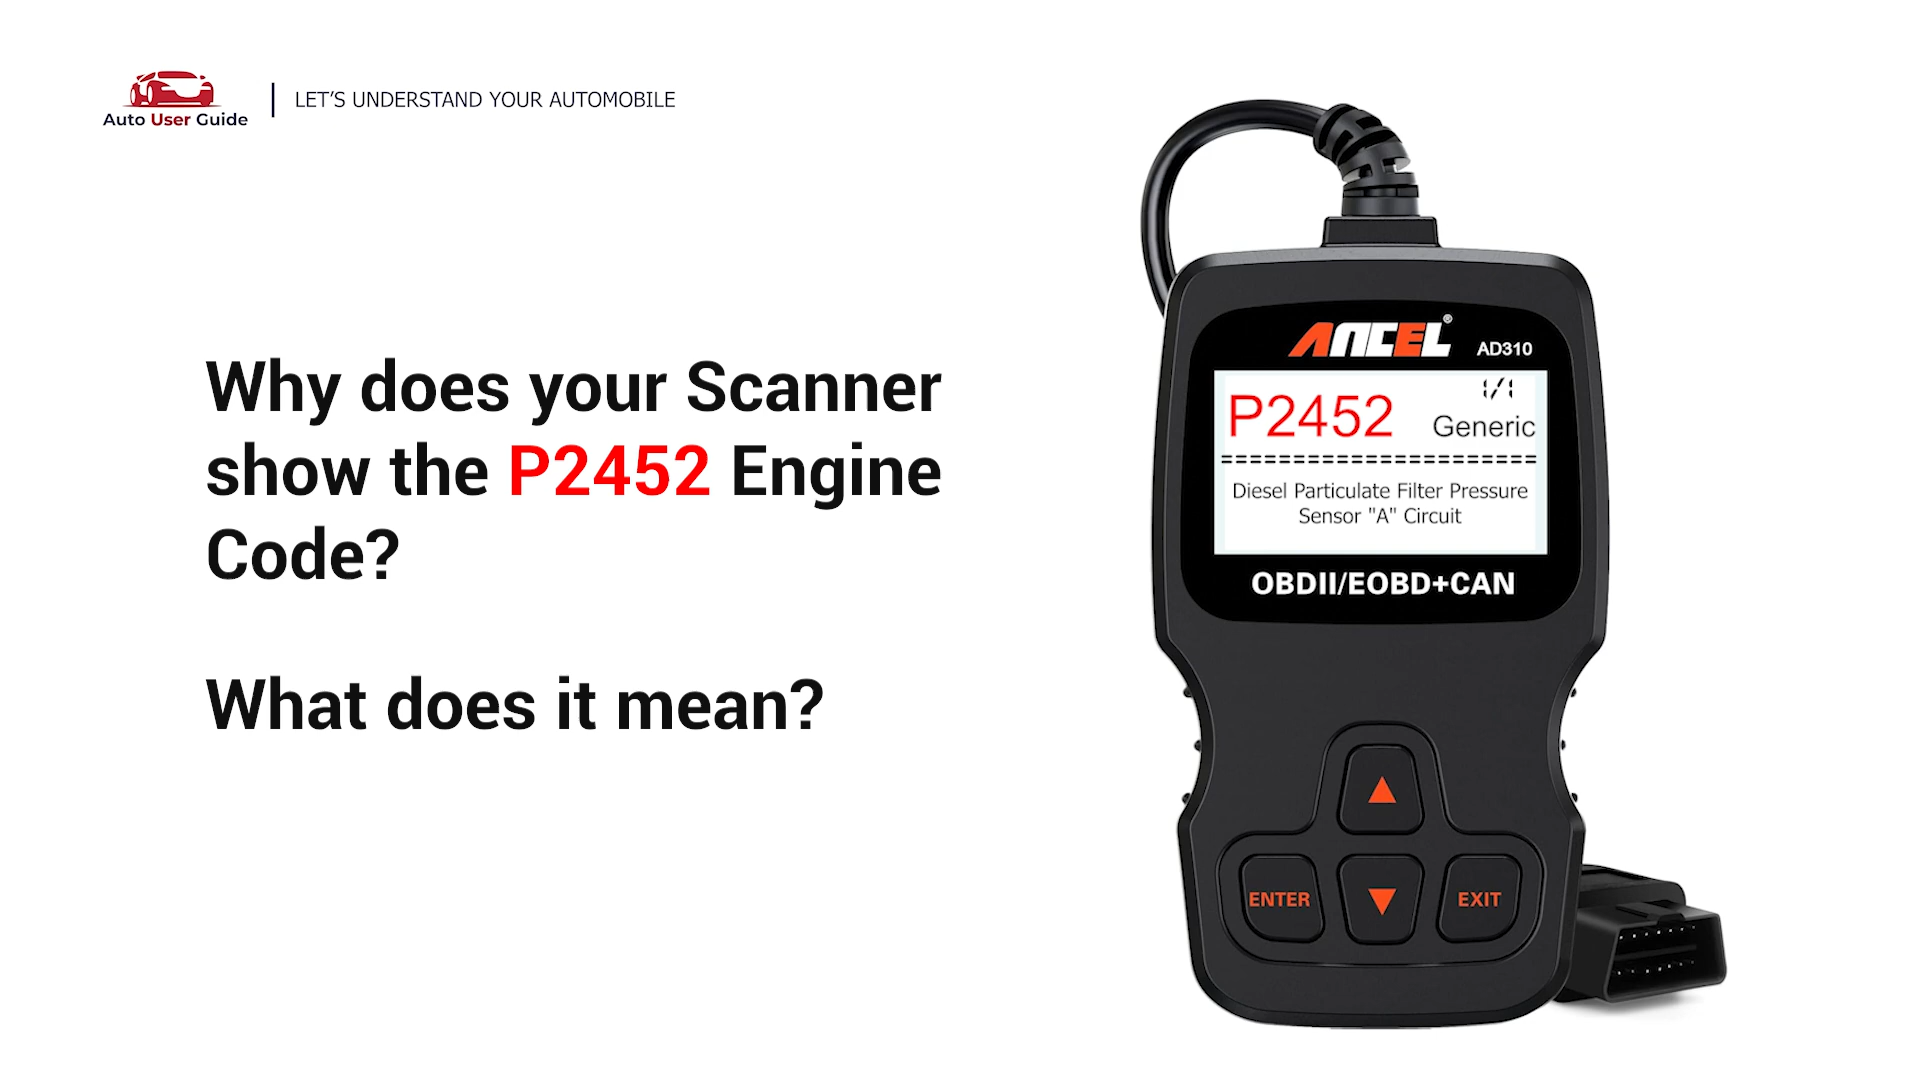 Auto User Guide
LET'S UNDERSTAND YOUR AUTOMOBILE
Why does your Scanner
show the P2452 Engine
Code?
What does it mean?
ANCEL®
AD310
P2452
1/1
Generic
======================
Diesel Particulate Filter Pressure
Sensor "A" Circuit
OBDII/EOBD+CAN
ENTER
EXIT